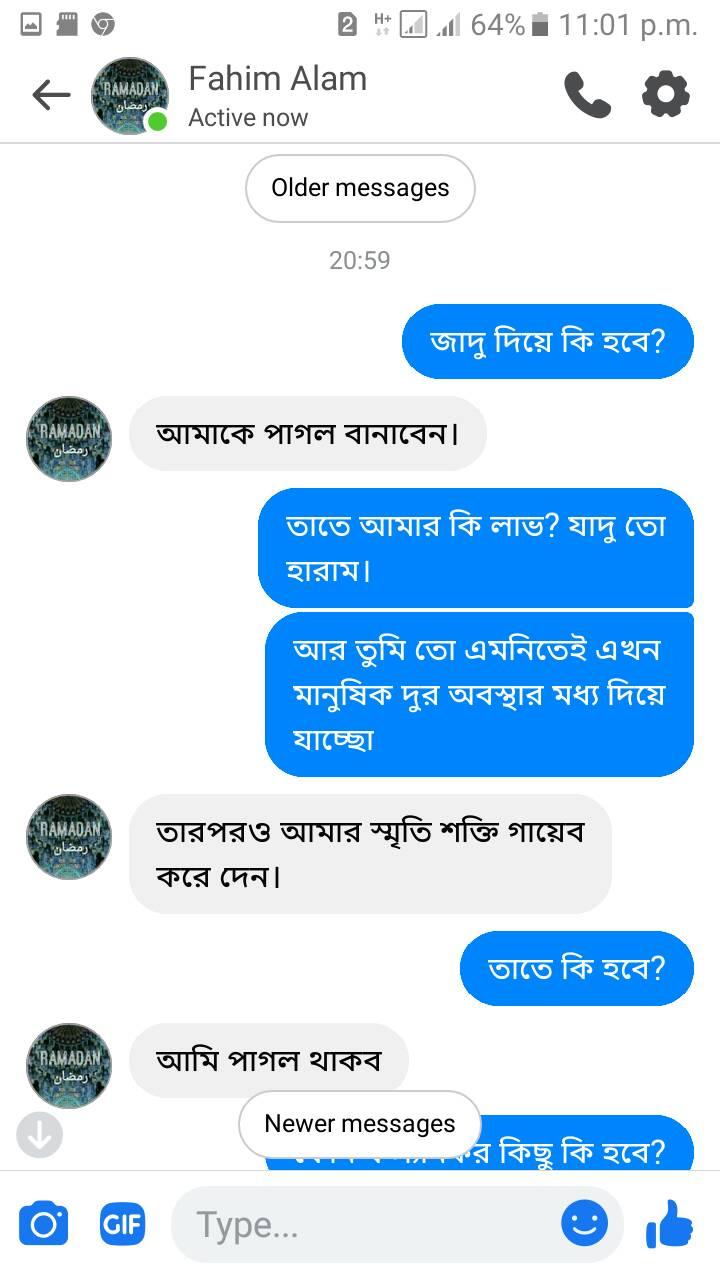 2 H+ 64% 11:01 p.m.
RAMADAN
رمضان
Fahim Alam
Active now
Older messages
20:59
জাদু দিয়ে কি হবে?
RAMADAN
رمضان
আমাকে পাগল বানাবেন।
তাতে আমার কি লাভ? যাদু তো
হারাম।
আর তুমি তো এমনিতেই এখন
মানুষিক দুর অবস্থার মধ্য দিয়ে
যাচ্ছো
RAMADAN
رمضان
তারপরও আমার স্মৃতি শক্তি গায়েব
করে দেন।
তাতে কি হবে?
RAMADAN
رمضان
আমি পাগল থাকব
Newer messages
কিছু কি হবে?
GIF
Type...